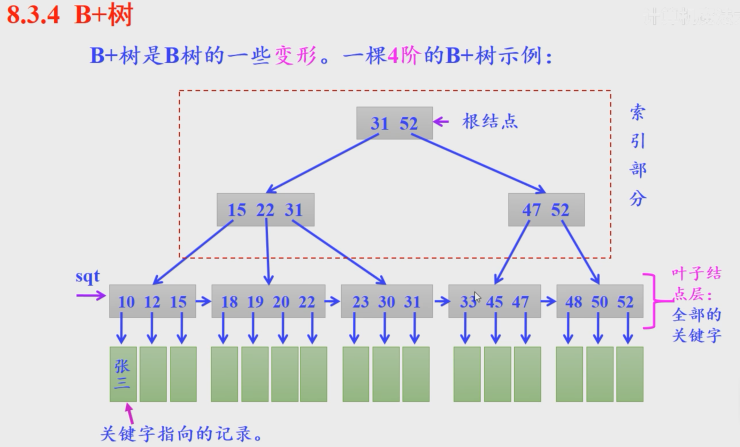 8.3.4 B+树
B+树是B树的一些变形。一棵4阶的B+树示例：
31 52
根结点
索引部分
15 22 31
47 52
sqt
10 12 15
18 19 20 22
23 30 31
33 45 47
48 50 52
叶子结
点层：
全部的
关键字
张三
关键字指向的记录。